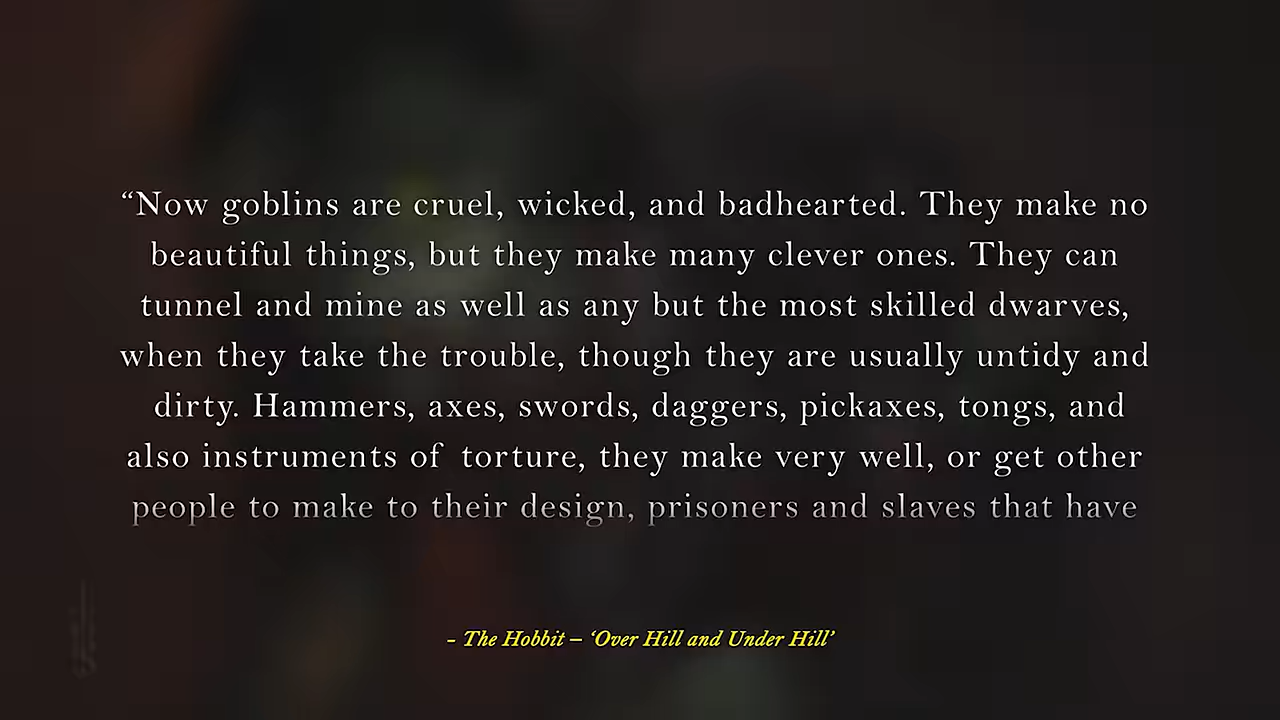 “Now goblins are cruel, wicked, and badhearted. They make no
beautiful things, but they make many clever ones. They can
tunnel and mine as well as any but the most skilled dwarves,
when they take the trouble, though they are usually untidy and
dirty. Hammers, axes, swords, daggers, pickaxes, tongs, and
also instruments of torture, they make very well, or get other
people to make to their design, prisoners and slaves that have
- The Hobbit – ‘Over Hill and Under Hill’